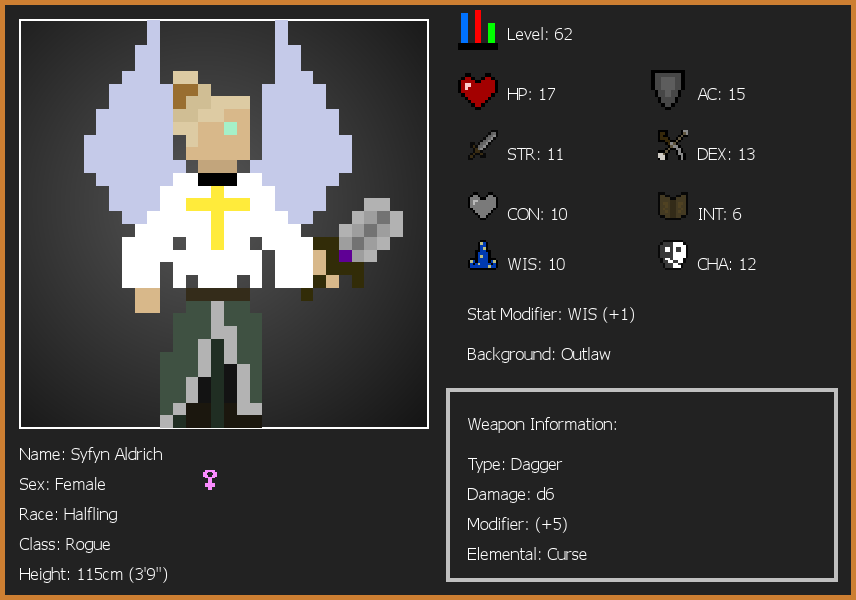 Level: 62
HP: 17
AC: 15
STR: 11
DEX: 13
CON: 10
INT: 6
WIS: 10
CHA: 12
Stat Modifier: WIS (+1)
Background: Outlaw
Weapon Information:
Type: Dagger
Damage: d6
Modifier: (+5)
Elemental: Curse
Name: Syfyn Aldrich
Sex: Female
Race: Halfling
Class: Rogue
Height: 115cm (3'9")